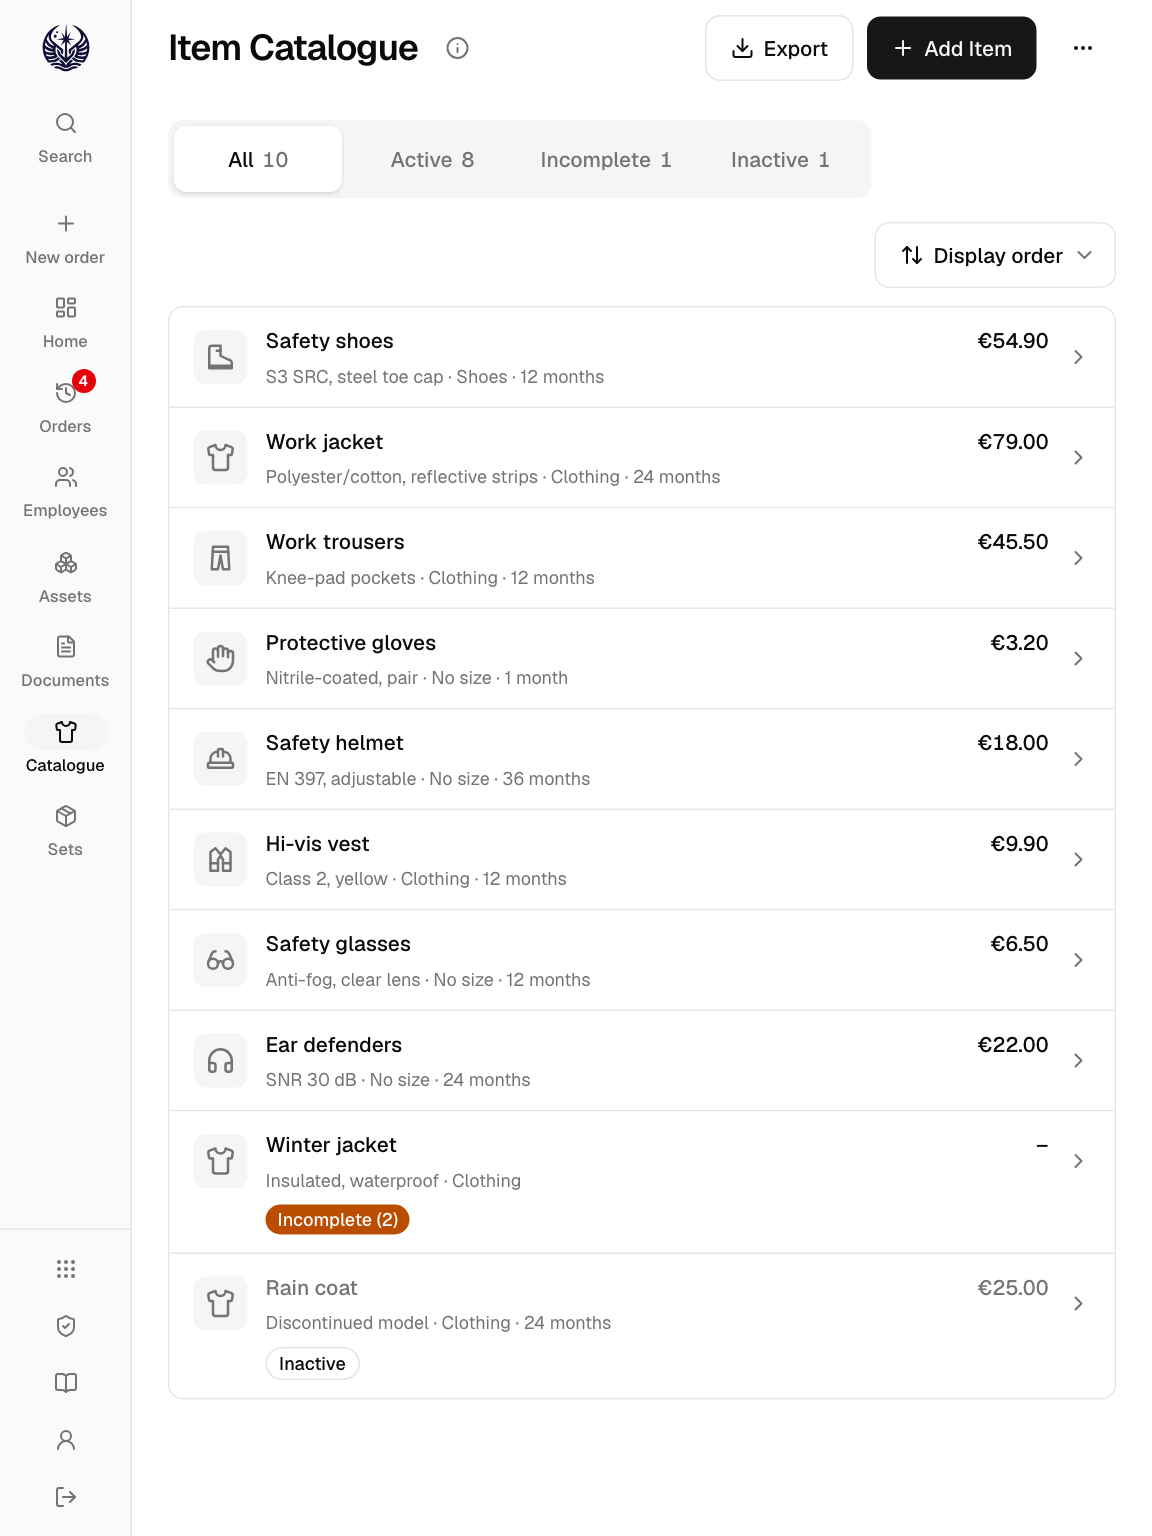 Item Catalogue
Export
Add Item
Search
New order
Home
4
Orders
Employees
Assets
Documents
Catalogue
Sets
All 10
Active 8
Incomplete 1
Inactive 1
Display order
Safety shoes
€54.90
S3 SRC, steel toe cap · Shoes · 12 months
Work jacket
€79.00
Polyester/cotton, reflective strips · Clothing · 24 months
Work trousers
€45.50
Knee-pad pockets · Clothing · 12 months
Protective gloves
€3.20
Nitrile-coated, pair · No size · 1 month
Safety helmet
€18.00
EN 397, adjustable · No size · 36 months
Hi-vis vest
€9.90
Class 2, yellow · Clothing · 12 months
Safety glasses
€6.50
Anti-fog, clear lens · No size · 12 months
Ear defenders
€22.00
SNR 30 dB · No size · 24 months
Winter jacket
–
Insulated, waterproof · Clothing
Incomplete (2)
Rain coat
€25.00
Discontinued model · Clothing · 24 months
Inactive